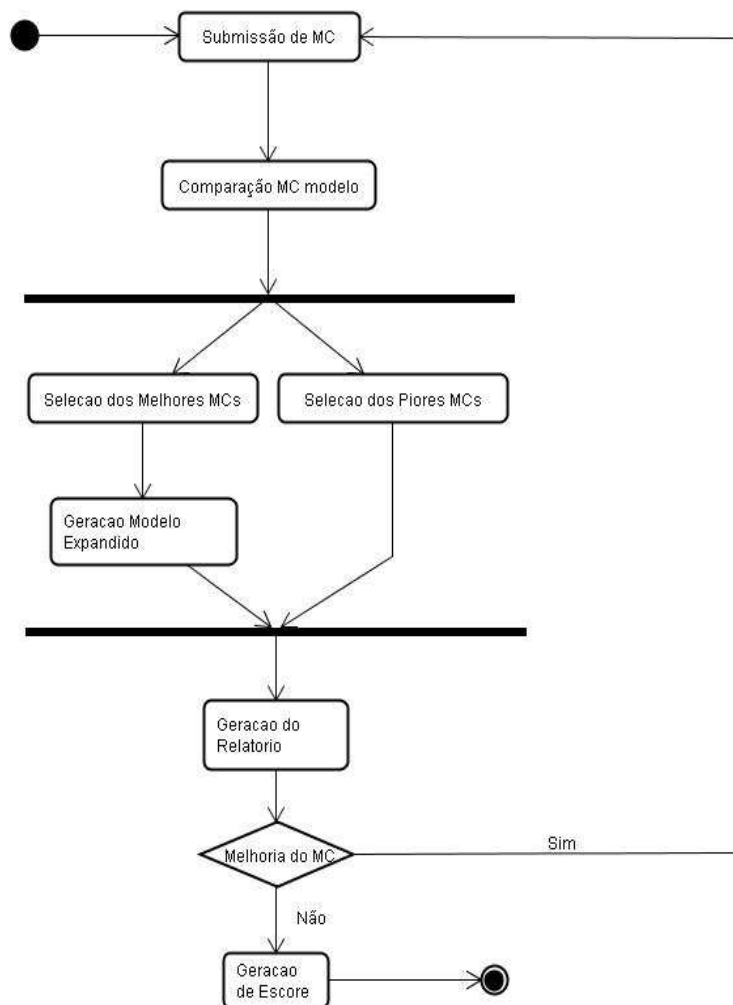 Submissão de MC
Comparação MC modelo
Selecao dos Melhores MCs
Selecao dos Piores MCs
Geracao Modelo
Expandido
Geracao do
Relatorio
Melhoria do MC
Sim
Não
Geracao
de Escore